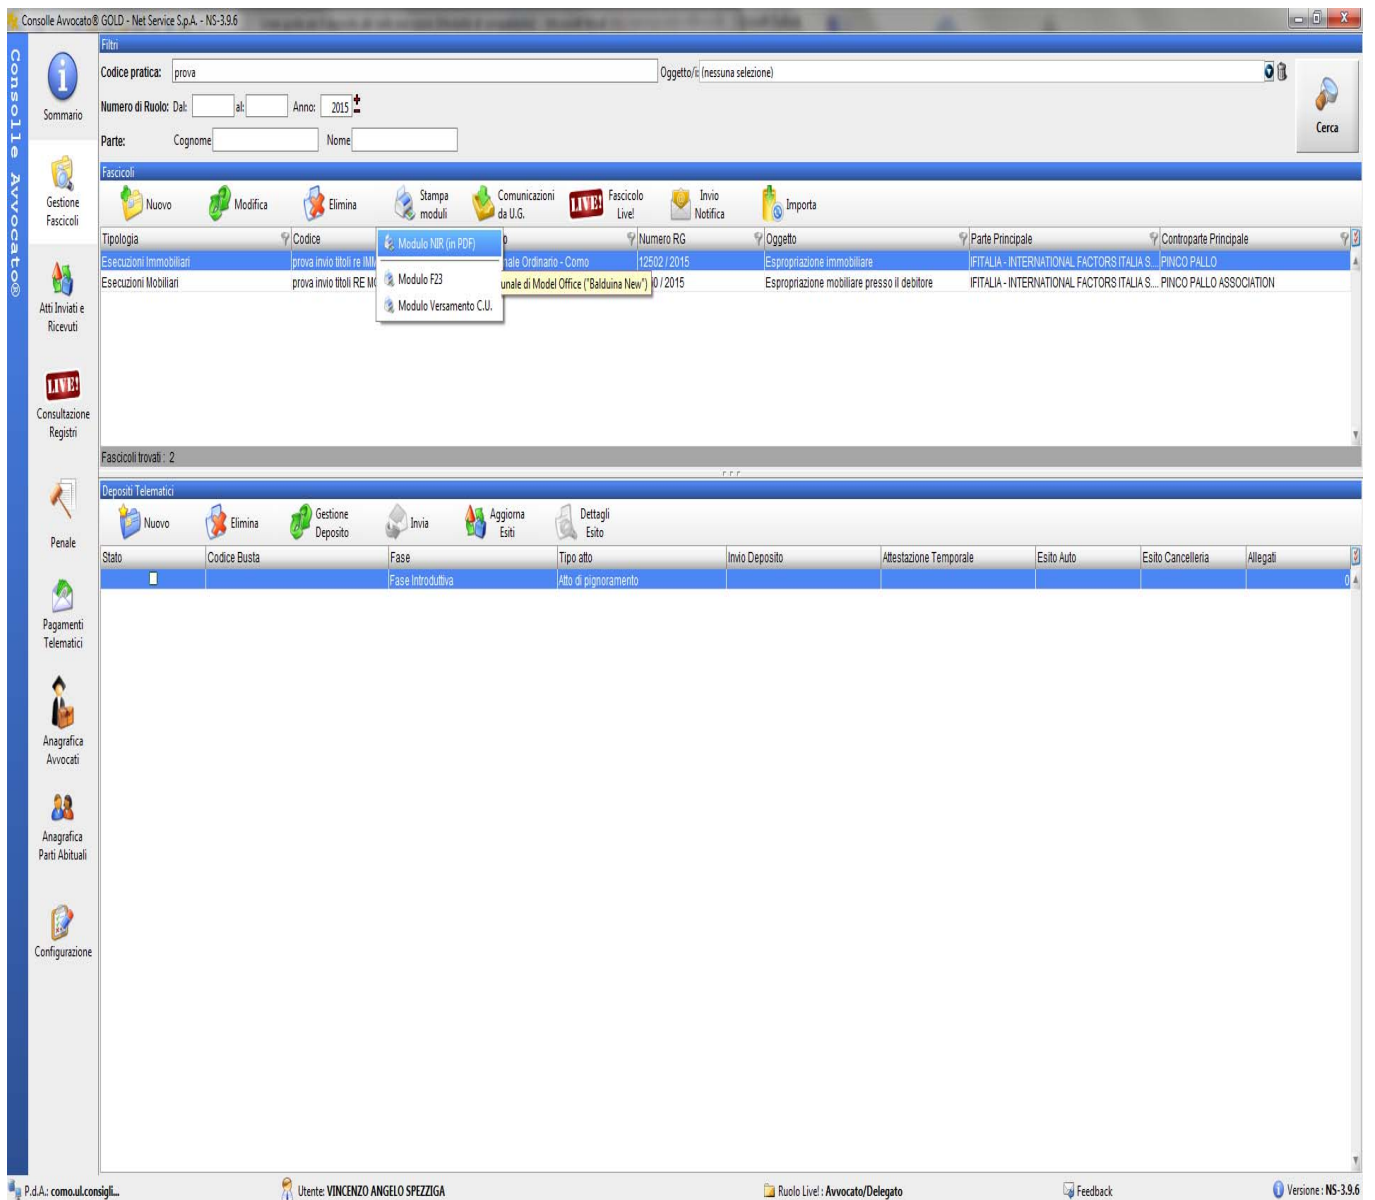 Consolle Avvocato® GOLD - Net Service S.p.A. - NS-3.9.6
Consolle Avvocato®
Sommario
Gestione
Fascicoli
Atti Inviati e
Ricevuti
LIVE!
Consultazione
Registri
Penale
Pagamenti
Telematici
Anagrafica
Avvocati
Anagrafica
Parti Abituali
Configurazione
Filtri
Codice pratica: prova Oggetto/i: (nessuna selezione)
Numero di Ruolo: Dal: al: Anno: 2015
Parte: Cognome Nome
Cerca
Fascicoli
Nuovo Modifica Elimina Stampa moduli Comunicazioni da U.G. LIVE! Fascicolo Live! Invio Notifica Importa
Tipologia Codice Numero RG Oggetto Parte Principale Controparte Principale
Esecuzioni Immobiliari prova invio titoli re IMM nale Ordinario - Como 12502 / 2015 Espropriazione immobiliare IFITALIA - INTERNATIONAL FACTORS ITALIA S.... PINCO PALLO
Esecuzioni Mobiliari prova invio titoli RE MO unale di Model Office ("Balduina New") 0 / 2015 Espropriazione mobiliare presso il debitore IFITALIA - INTERNATIONAL FACTORS ITALIA S.... PINCO PALLO ASSOCIATION
Modulo NIR (in PDF)
Modulo F23
Modulo Versamento C.U.
Fascicoli trovati : 2
Depositi Telematici
Nuovo Elimina Gestione Deposito Invia Aggiorna Esiti Dettagli Esito
Stato Codice Busta Fase Tipo atto Invio Deposito Attestazione Temporale Esito Auto Esito Cancelleria Allegati
Fase Introduttiva Atto di pignoramento 0
P.d.A.: como.ul.consigli... Utente: VINCENZO ANGELO SPEZZIGA Ruolo Live! : Avvocato/Delegato Feedback Versione : NS-3.9.6